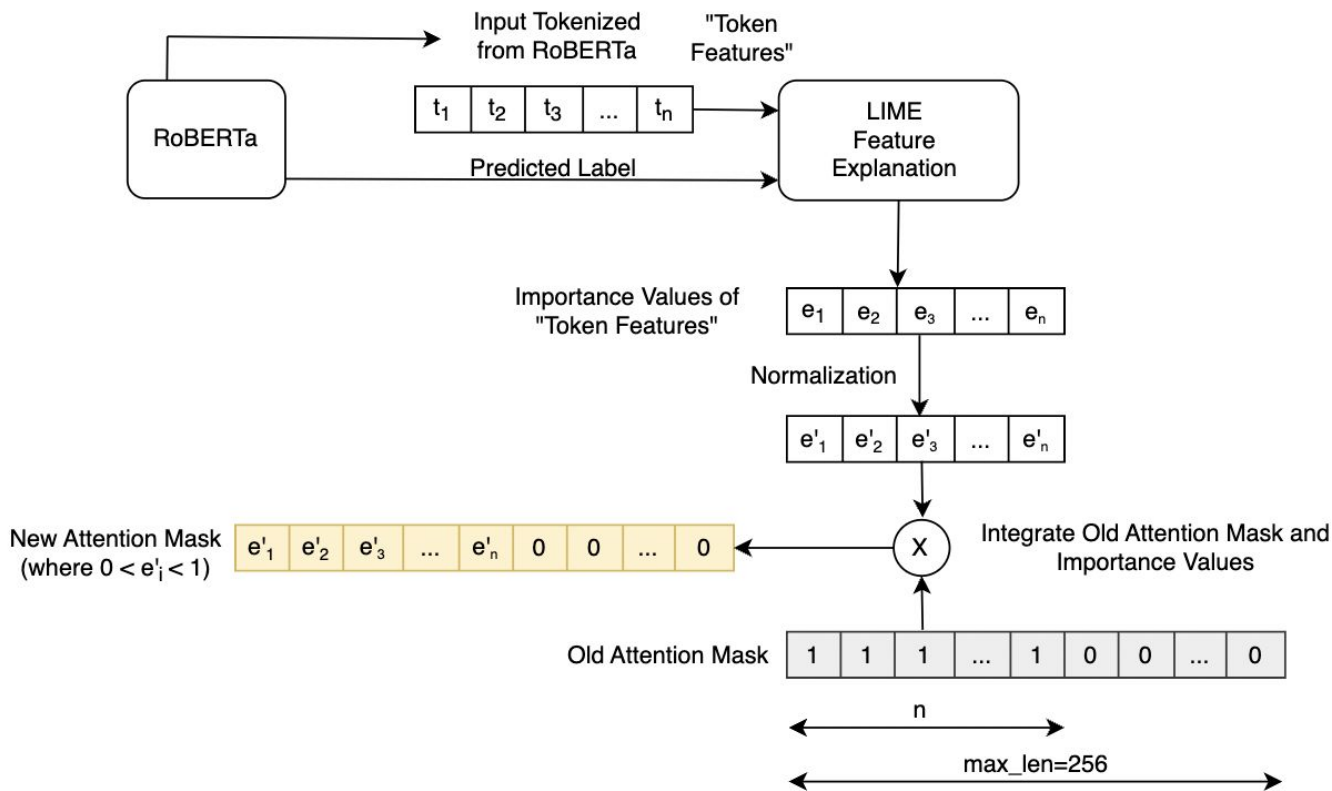 Input Tokenized
from RoBERTa
"Token
Features"
RoBERTa
t1 t2 t3 ... tn
LIME
Feature
Explanation
Predicted Label
Importance Values of
"Token Features"
e1 e2 e3 ... en
Normalization
e'1 e'2 e'3 ... e'n
New Attention Mask
(where 0 < e'i < 1)
e'1 e'2 e'3 ... e'n 0 0 ... 0
X
Integrate Old Attention Mask and
Importance Values
Old Attention Mask
1 1 1 ... 1 0 0 ... 0
n
max_len=256